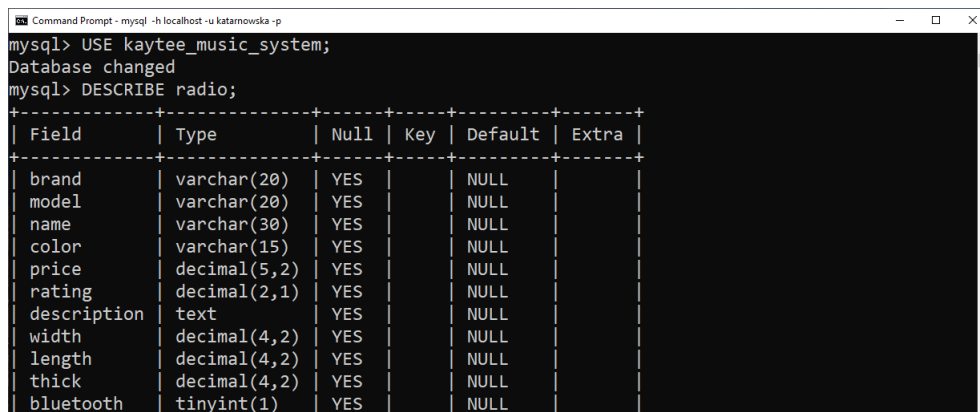 Command Prompt - mysql  -h localhost -u katarnowska -p
mysql> USE kaytee_music_system;
Database changed
mysql> DESCRIBE radio;
+-------------+--------------+------+-----+---------+-------+
| Field       | Type         | Null | Key | Default | Extra |
+-------------+--------------+------+-----+---------+-------+
| brand       | varchar(20)  | YES  |     | NULL    |       |
| model       | varchar(20)  | YES  |     | NULL    |       |
| name        | varchar(30)  | YES  |     | NULL    |       |
| color       | varchar(15)  | YES  |     | NULL    |       |
| price       | decimal(5,2) | YES  |     | NULL    |       |
| rating      | decimal(2,1) | YES  |     | NULL    |       |
| description | text         | YES  |     | NULL    |       |
| width       | decimal(4,2) | YES  |     | NULL    |       |
| length      | decimal(4,2) | YES  |     | NULL    |       |
| thick       | decimal(4,2) | YES  |     | NULL    |       |
| bluetooth   | tinyint(1)   | YES  |     | NULL    |       |